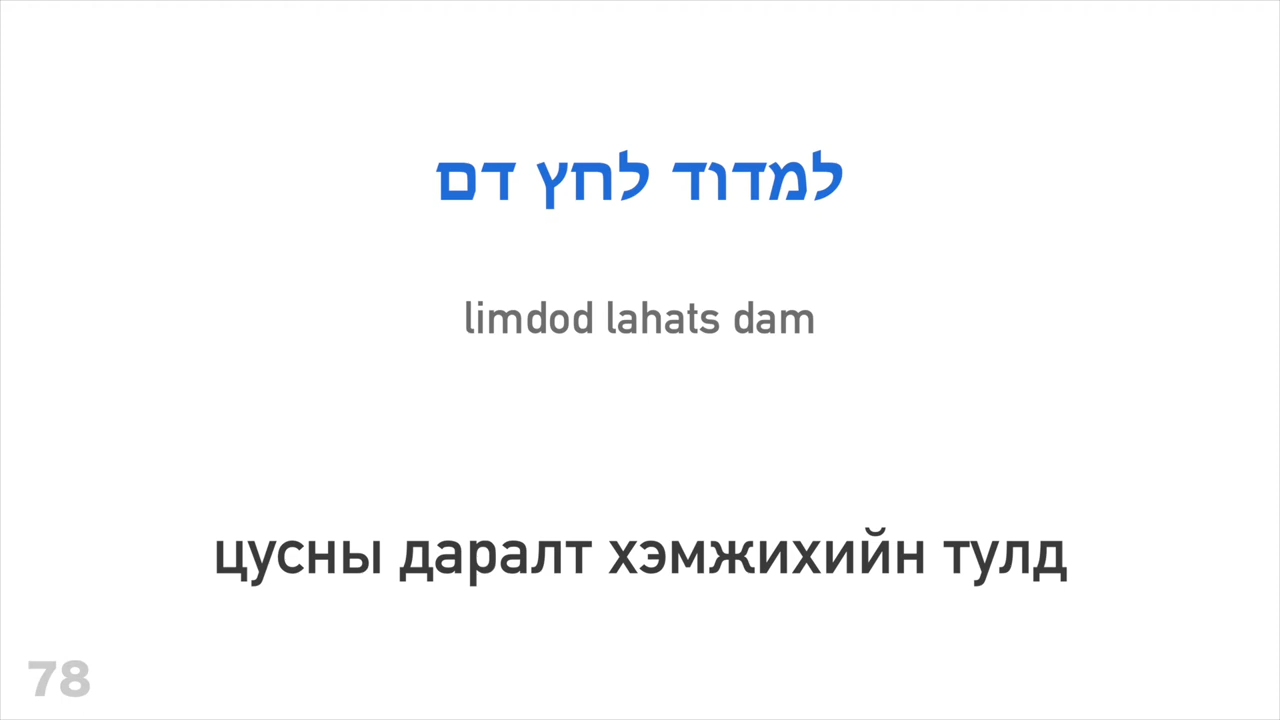 למדוד לחץ דם
limdod lahats dam
цусны даралт хэмжихийн тулд
78